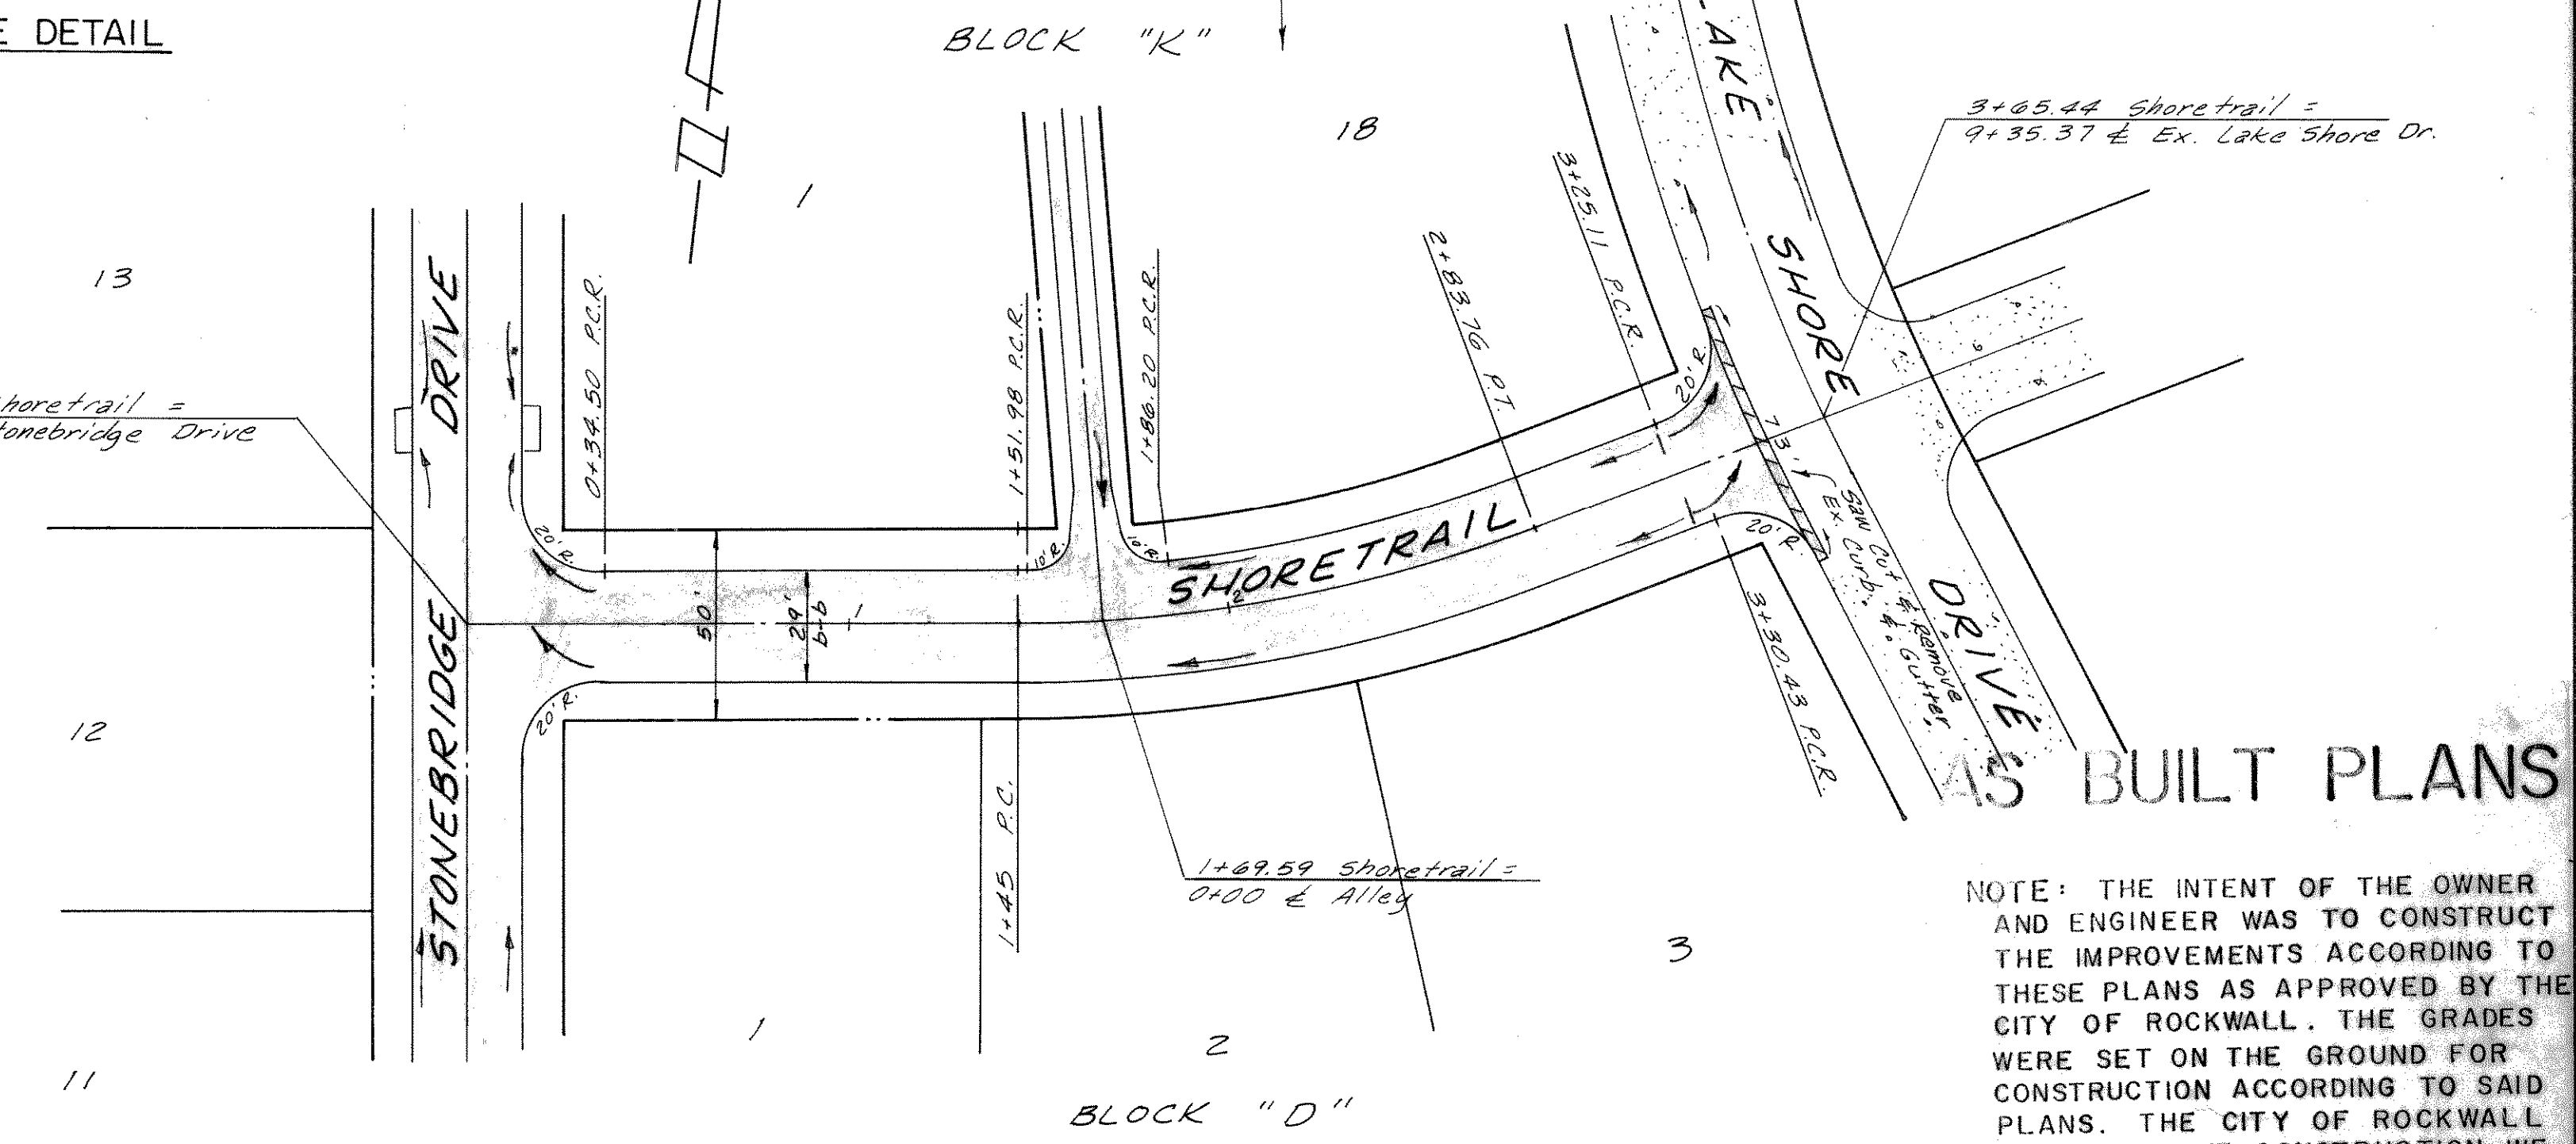 E DETAIL
BLOCK "K"
LAKE SHORE DRIVE
3+65.44 Shoretrail =
9+35.37 ℄ Ex. Lake Shore Dr.
18
1
13
STONEBRIDGE DRIVE
horetrail =
tonebridge Drive
0+34.50 P.C.R.
1+51.98 P.C.R.
1+86.20 P.C.R.
2+83.76 P.T.
3+25.11 P.C.R.
20' R.
20' R.
10' R.
10' R.
20' R.
20' R.
73'
Saw Cut & Remove
Ex. Curb & Gutter
SHORETRAIL
50'
29'
b-b
1
2
3+30.43 P.C.R.
12
1+45 P.C.
1+69.59 Shoretrail =
0+00 ℄ Alley
3
1
2
11
BLOCK "D"
AS BUILT PLANS
NOTE: THE INTENT OF THE OWNER
AND ENGINEER WAS TO CONSTRUCT
THE IMPROVEMENTS ACCORDING TO
THESE PLANS AS APPROVED BY THE
CITY OF ROCKWALL. THE GRADES
WERE SET ON THE GROUND FOR
CONSTRUCTION ACCORDING TO SAID
PLANS. THE CITY OF ROCKWALL